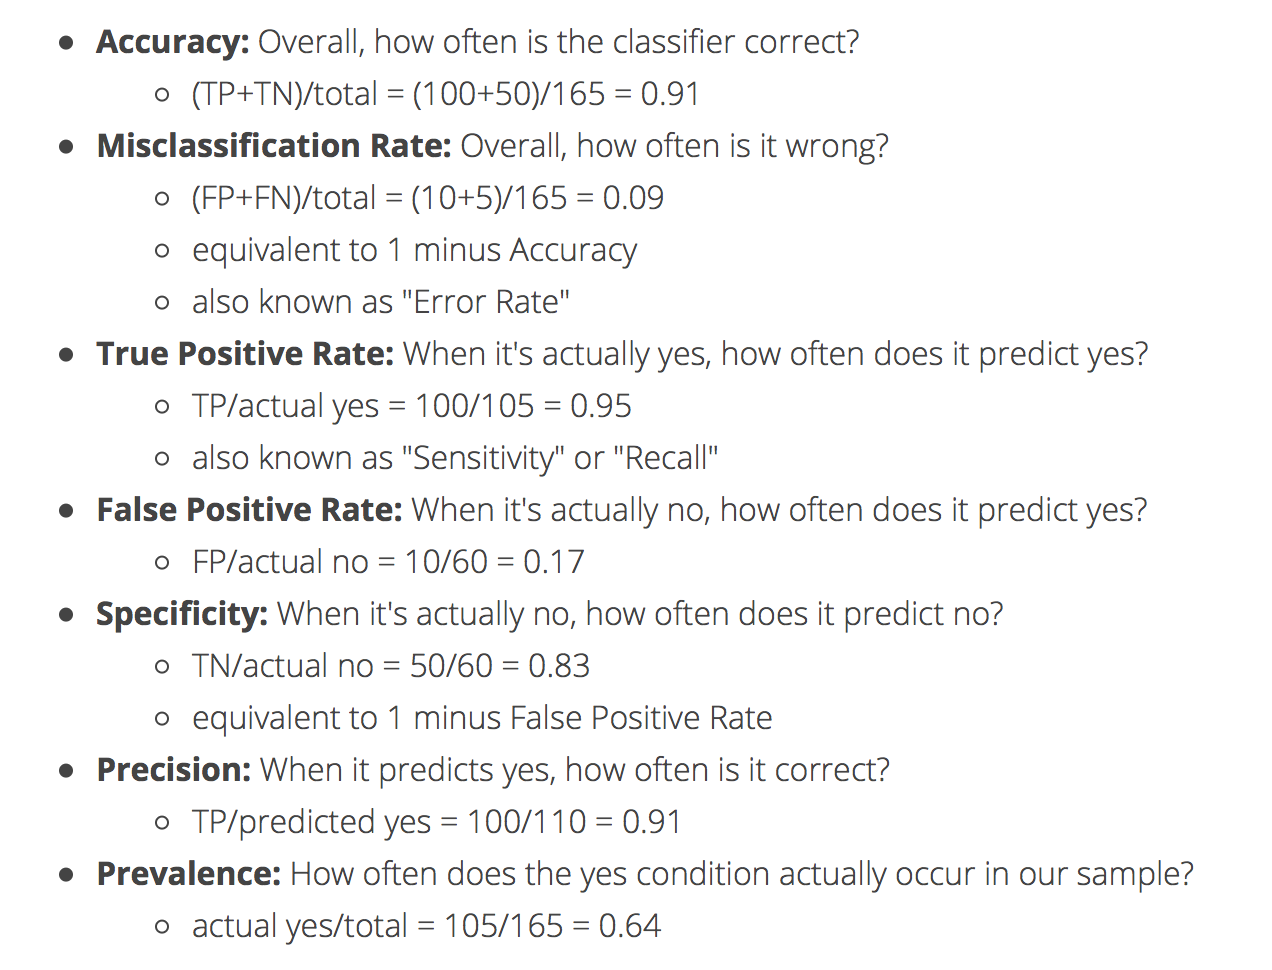 Accuracy: Overall, how often is the classifier correct?
(TP+TN)/total = (100+50)/165 = 0.91
Misclassification Rate: Overall, how often is it wrong?
(FP+FN)/total = (10+5)/165 = 0.09
equivalent to 1 minus Accuracy
also known as "Error Rate"
True Positive Rate: When it's actually yes, how often does it predict yes?
TP/actual yes = 100/105 = 0.95
also known as "Sensitivity" or "Recall"
False Positive Rate: When it's actually no, how often does it predict yes?
FP/actual no = 10/60 = 0.17
Specificity: When it's actually no, how often does it predict no?
TN/actual no = 50/60 = 0.83
equivalent to 1 minus False Positive Rate
Precision: When it predicts yes, how often is it correct?
TP/predicted yes = 100/110 = 0.91
Prevalence: How often does the yes condition actually occur in our sample?
actual yes/total = 105/165 = 0.64